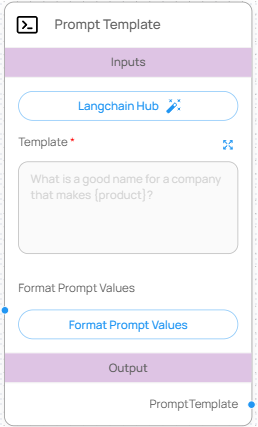 Prompt Template
Inputs
Langchain Hub
Template *
What is a good name for a company
that makes {product}?
Format Prompt Values
Format Prompt Values
Output
PromptTemplate